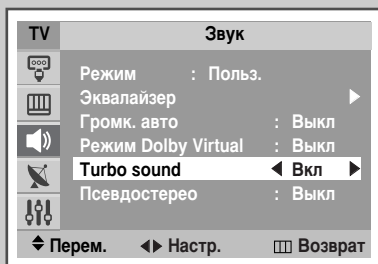 TV Звук
Режим : Польз.
Эквалайзер
Громк. авто : Выкл
Режим Dolby Virtual : Выкл
Turbo sound Вкл
Псевдостерео : Выкл
Перем. Настр. Возврат